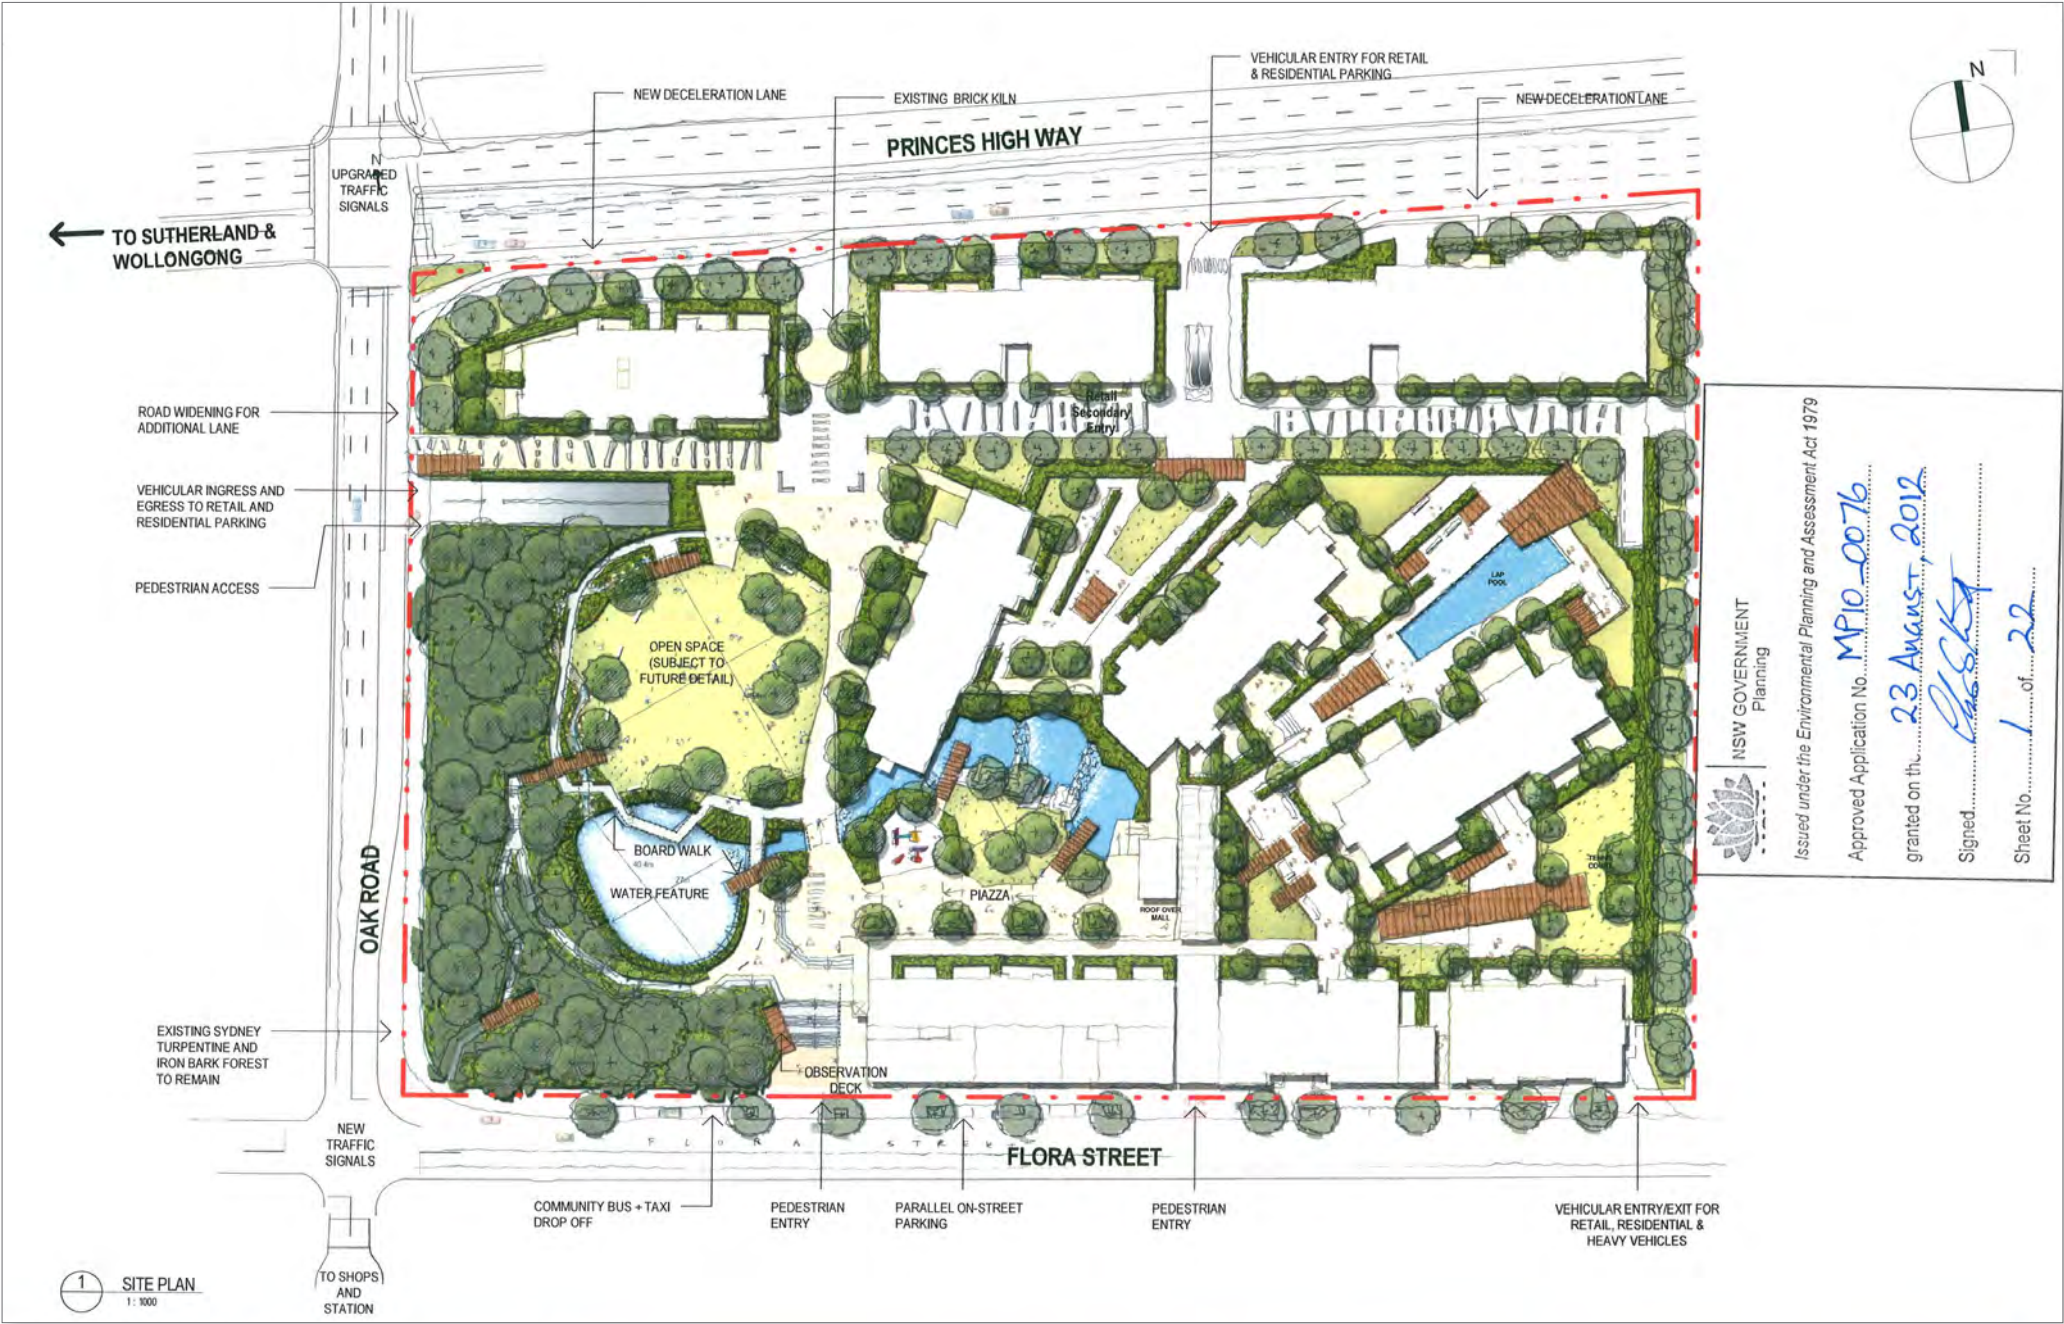 VEHICULAR ENTRY FOR RETAIL
& RESIDENTIAL PARKING
N
NEW DECELERATION LANE
EXISTING BRICK KILN
NEW DECELERATION LANE
PRINCES HIGH WAY
N
UPGRADED
TRAFFIC
SIGNALS
TO SUTHERLAND &
WOLLONGONG
ROAD WIDENING FOR
ADDITIONAL LANE
Retail
Secondary
Entry
VEHICULAR INGRESS AND
EGRESS TO RETAIL AND
RESIDENTIAL PARKING
PEDESTRIAN ACCESS
LAP
POOL
OPEN SPACE
(SUBJECT TO
FUTURE DETAIL)
BOARD WALK
WATER FEATURE
PIAZZA
ROOF OVER
MALL
TENNIS
COURT
OAK ROAD
EXISTING SYDNEY
TURPENTINE AND
IRON BARK FOREST
TO REMAIN
OBSERVATION
DECK
NEW
TRAFFIC
SIGNALS
FLORA STREET
FLORA STREET
COMMUNITY BUS + TAXI
DROP OFF
PEDESTRIAN
ENTRY
PARALLEL ON-STREET
PARKING
PEDESTRIAN
ENTRY
VEHICULAR ENTRY/EXIT FOR
RETAIL, RESIDENTIAL &
HEAVY VEHICLES
TO SHOPS
AND
STATION
1
SITE PLAN
1 : 1000
NSW GOVERNMENT
Planning
Issued under the Environmental Planning and Assessment Act 1979
Approved Application No. MP10_0076
granted on the 23 August, 2012
Signed
Sheet No. 1 of 22